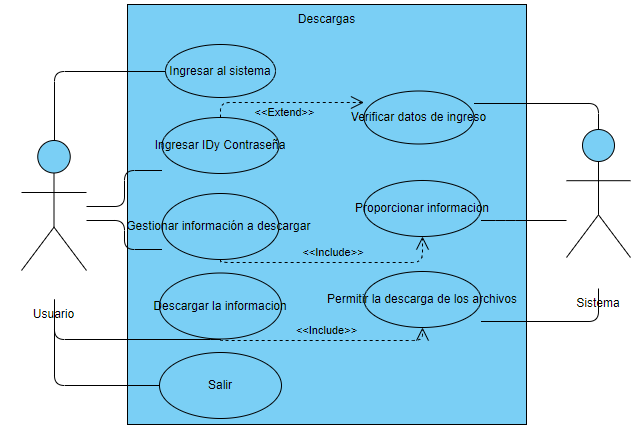 Descargas
Ingresar al sistema
<<Extend>>
Verificar datos de ingreso
Ingresar IDy Contraseña
Proporcionar informacion
Gestionar información a descargar
<<Include>>
Permitir la descarga de los archivos
Descargar la informacion
Usuario
Sistema
<<Include>>
Salir